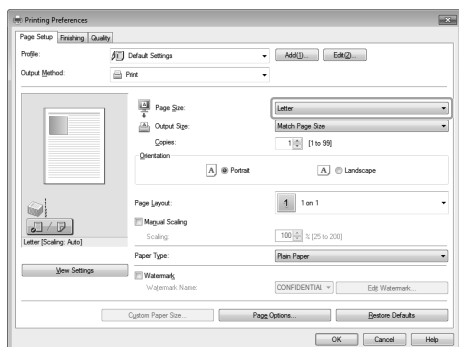 Printing Preferences
Page Setup Finishing Quality
Profile: Default Settings Add(1)... Edit(2)...
Output Method: Print
Page Size: Letter
Output Size: Match Page Size
Copies: 1 [1 to 99]
Orientation
A Portrait A Landscape
Page Layout: 1 1 on 1
Manual Scaling
Scaling: 100 % [25 to 200]
Letter [Scaling: Auto]
View Settings
Paper Type: Plain Paper
Watermark
Watermark Name: CONFIDENTIAL Edit Watermark...
Custom Paper Size... Page Options... Restore Defaults
OK Cancel Help